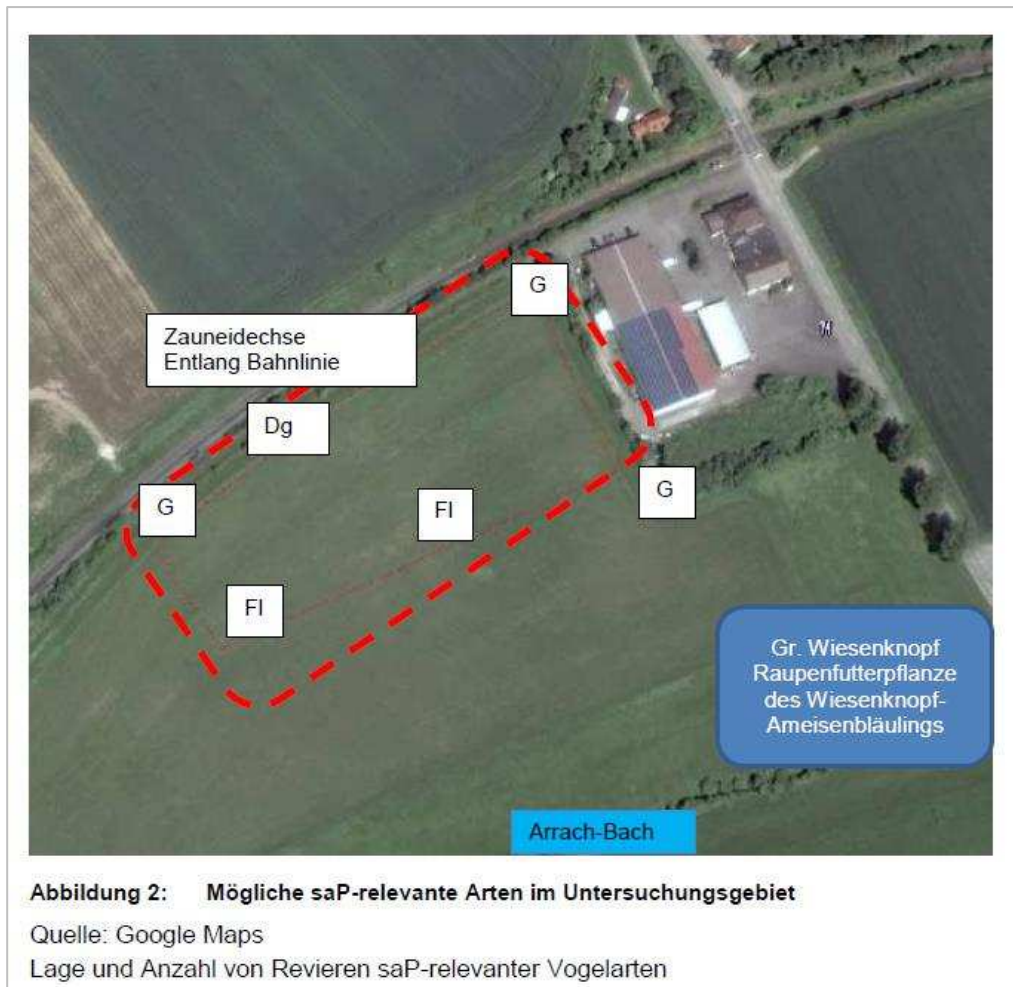 G
Zauneidechse
Entlang Bahnlinie
Dg
G
Fl
G
Fl
Gr. Wiesenknopf
Raupenfutterpflanze
des Wiesenknopf-
Ameisenbläulings
Arrach-Bach
Abbildung 2: Mögliche saP-relevante Arten im Untersuchungsgebiet
Quelle: Google Maps
Lage und Anzahl von Revieren saP-relevanter Vogelarten